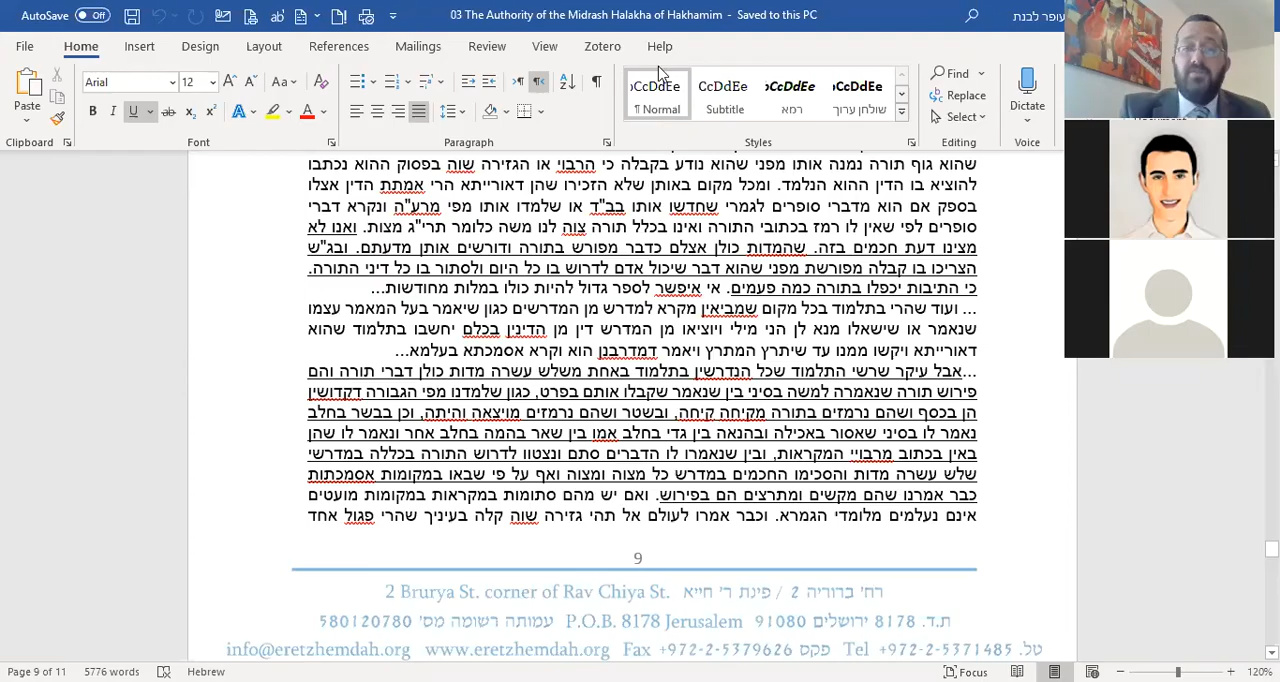 AutoSave Off 03 The Authority of the Midrash Halakha of Hakhamim - Saved to this PC עופר לבנת
File Home Insert Design Layout References Mailings Review View Zotero Help
Arial 12 Aa
Paste
B I U ab x₂ x² A A
AaBbCcDdEe
¶ Normal Subtitle רמא שולחן ערוך
Find
Replace
Select
Dictate
Clipboard Font Paragraph Styles Editing Voice
שהוא גוף תורה נמנה אותו מפני שהוא נודע בקבלה כי הרבוי או הגזירה שוה בפסוק ההוא נכתבו
להוציא בו הדין ההוא הנלמד. ומכל מקום באותן שלא הזכירו שהן דאורייתא הרי אמתת הדין אצלו
בספק אם הוא מדברי סופרים לגמרי שחדשו אותו בב"ד או שלמדו אותו מפי מרע"ה ונקרא דברי
סופרים לפי שאין לו רמז בכתובי התורה ואינו בכלל תורה צוה לנו משה כלומר תרי"ג מצות. ואנו לא
מצינו דעת חכמים בזה. שהמדות כולן אצלם כדבר מפורש בתורה ודורשים אותן מדעתם. ובג"ש
הצריכו בו קבלה מפורשת מפני שהוא דבר שיכול אדם לדרוש בו כל היום ולסתור בו כל דיני התורה.
כי התיבות יכפלו בתורה כמה פעמים. אי איפשר לספר גדול להיות כולו במלות מחודשות...
... ועוד שהרי בתלמוד בכל מקום שמביאין מקרא למדרש מן המדרשים כגון שיאמר בעל המאמר עצמו
שנאמר או שישאלו מנא לן הני מילי ויוציאו מן המדרש דין מן הדינין בכלם יחשבו בתלמוד שהוא
דאורייתא ויקשו ממנו עד שיתרץ המתרץ ויאמר דמדרבנן הוא וקרא אסמכתא בעלמא...
...אבל עיקר שרשי התלמוד שכל הנדרשין בתלמוד באחת משלש עשרה מדות כולן דברי תורה והם
פירוש תורה שנאמרה למשה בסיני בין שנאמר שקבלו אותם בפרט, כגון שלמדנו מפי הגבורה דקדושין
הן בכסף ושהם נרמזים בתורה מקיחה קיחה, ובשטר ושהם נרמזים מויצאה והיתה, וכן בבשר בחלב
נאמר לו בסיני שאסור באכילה ובהנאה בין גדי בחלב אמו בין שאר בהמה בחלב אחר ונאמר לו שהן
באין בכתוב מרבויי המקראות, ובין שנאמרו לו הדברים סתם ונצטוו לדרוש התורה בכללה במדרשי
שלש עשרה מדות והסכימו החכמים במדרש כל מצוה ומצוה ואף על פי שבאו במקומות אסמכתות
כבר אמרנו שהם מקשים ומתרצים הם בפירוש. ואם יש מהם סתומות במקראות במקומות מועטים
אינם נעלמים מלומדי הגמרא. וכבר אמרו לעולם אל תהי גזירה שוה קלה בעיניך שהרי פגול אחד
9
2 Brurya St. corner of Rav Chiya St. רח' ברוריה 2 / פינת ר' חייא
ת.ד. 8178 ירושלים 91080 P.O.B. 8178 Jerusalem עמותה רשומה מס' 580120780
info@eretzhemdah.org www.eretzhemdah.org Fax +972-2-5379626 פקס Tel +972-2-5371485 טל.
Page 9 of 11 5776 words Hebrew Focus 120%